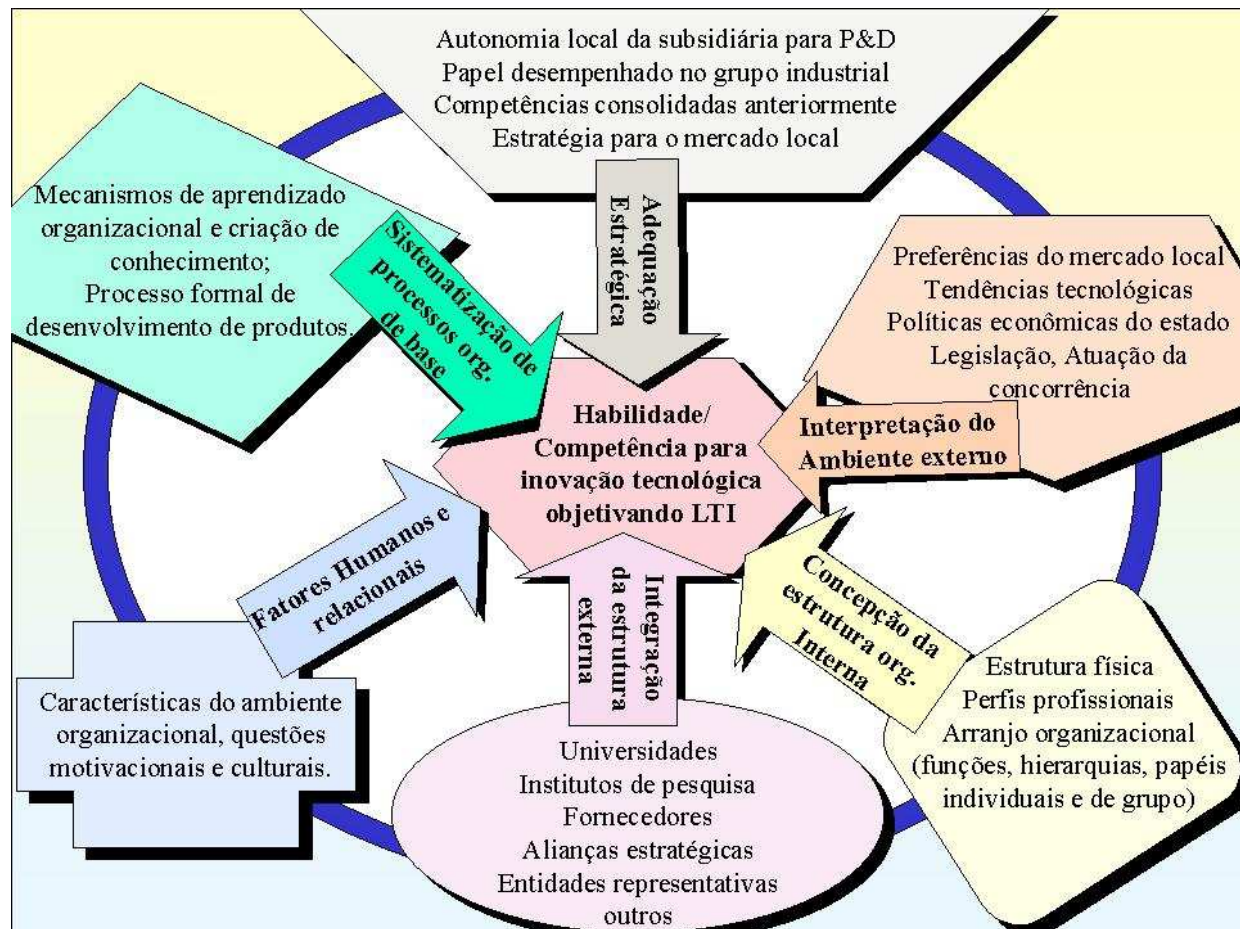 Autonomia local da subsidiária para P&D
Papel desempenhado no grupo industrial
Competências consolidadas anteriormente
Estratégia para o mercado local
Adequação
Estratégica
Mecanismos de aprendizado
organizacional e criação de
conhecimento;
Processo formal de
desenvolvimento de produtos.
Sistematização de
processos org.
de base
Preferências do mercado local
Tendências tecnológicas
Políticas econômicas do estado
Legislação, Atuação da
concorrência
Interpretação do
Ambiente externo
Habilidade/
Competência para
inovação tecnológica
objetivando LTI
Fatores Humanos e
relacionais
Características do ambiente
organizacional, questões
motivacionais e culturais.
Integração
da estrutura
externa
Universidades
Institutos de pesquisa
Fornecedores
Alianças estratégicas
Entidades representativas
outros
Concepção da
estrutura org.
Interna
Estrutura física
Perfis profissionais
Arranjo organizacional
(funções, hierarquias, papéis
individuais e de grupo)